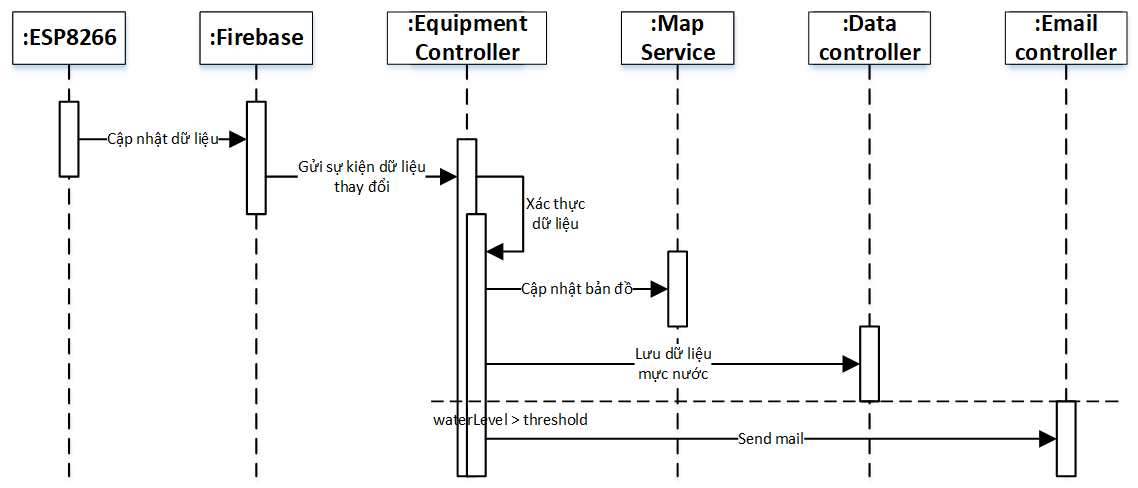 :ESP8266
:Firebase
:Equipment
Controller
:Map
Service
:Data
controller
:Email
controller
Cập nhật dữ liệu
Gửi sự kiện dữ liệu
thay đổi
Xác thực
dữ liệu
Cập nhật bản đồ
Lưu dữ liệu
mực nước
waterLevel > threshold
Send mail